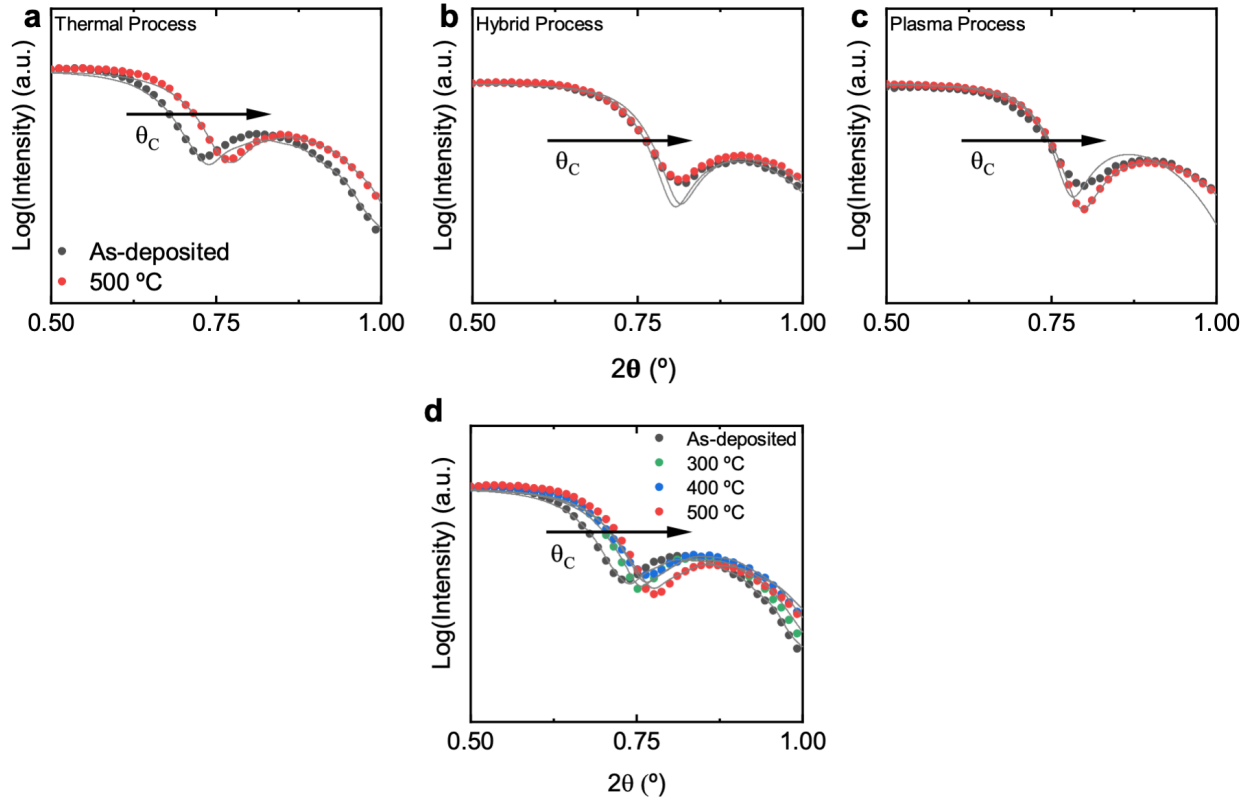 a
Thermal Process
Log(Intensity) (a.u.)
θC
As-deposited
500 ºC
0.50
0.75
1.00
b
Hybrid Process
Log(Intensity) (a.u.)
θC
0.50
0.75
1.00
2θ (º)
c
Plasma Process
Log(Intensity) (a.u.)
θC
0.50
0.75
1.00
d
Log(Intensity) (a.u.)
As-deposited
300 ºC
400 ºC
500 ºC
θC
0.50
0.75
1.00
2θ (º)